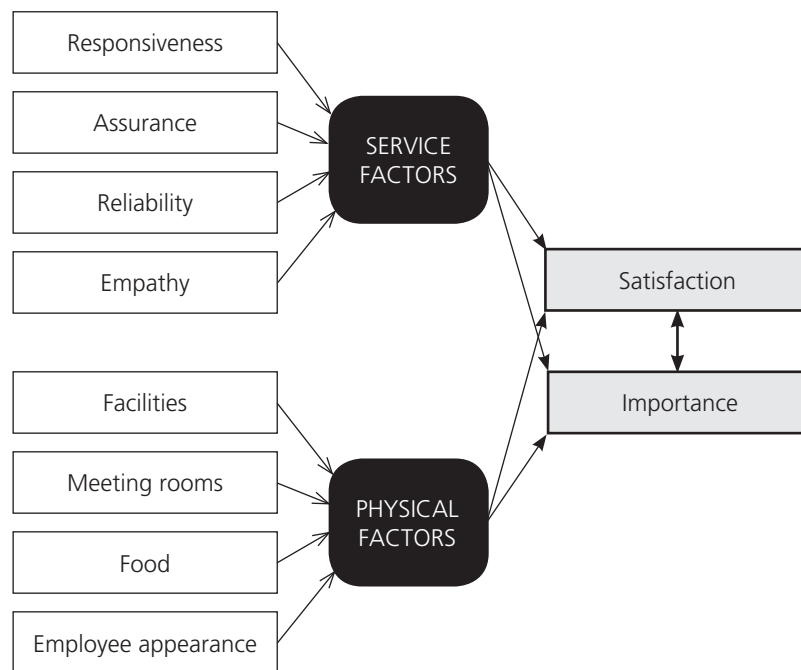 Responsiveness
Assurance
Reliability
Empathy
SERVICE
FACTORS
Satisfaction
Importance
Facilities
Meeting rooms
Food
Employee appearance
PHYSICAL
FACTORS